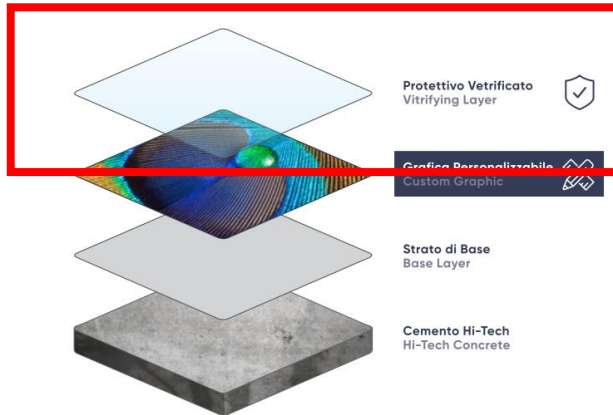 Protettivo Vetrificato
Vitrifying Layer
Grafica Personalizzabile
Custom Graphic
Strato di Base
Base Layer
Cemento Hi-Tech
Hi-Tech Concrete